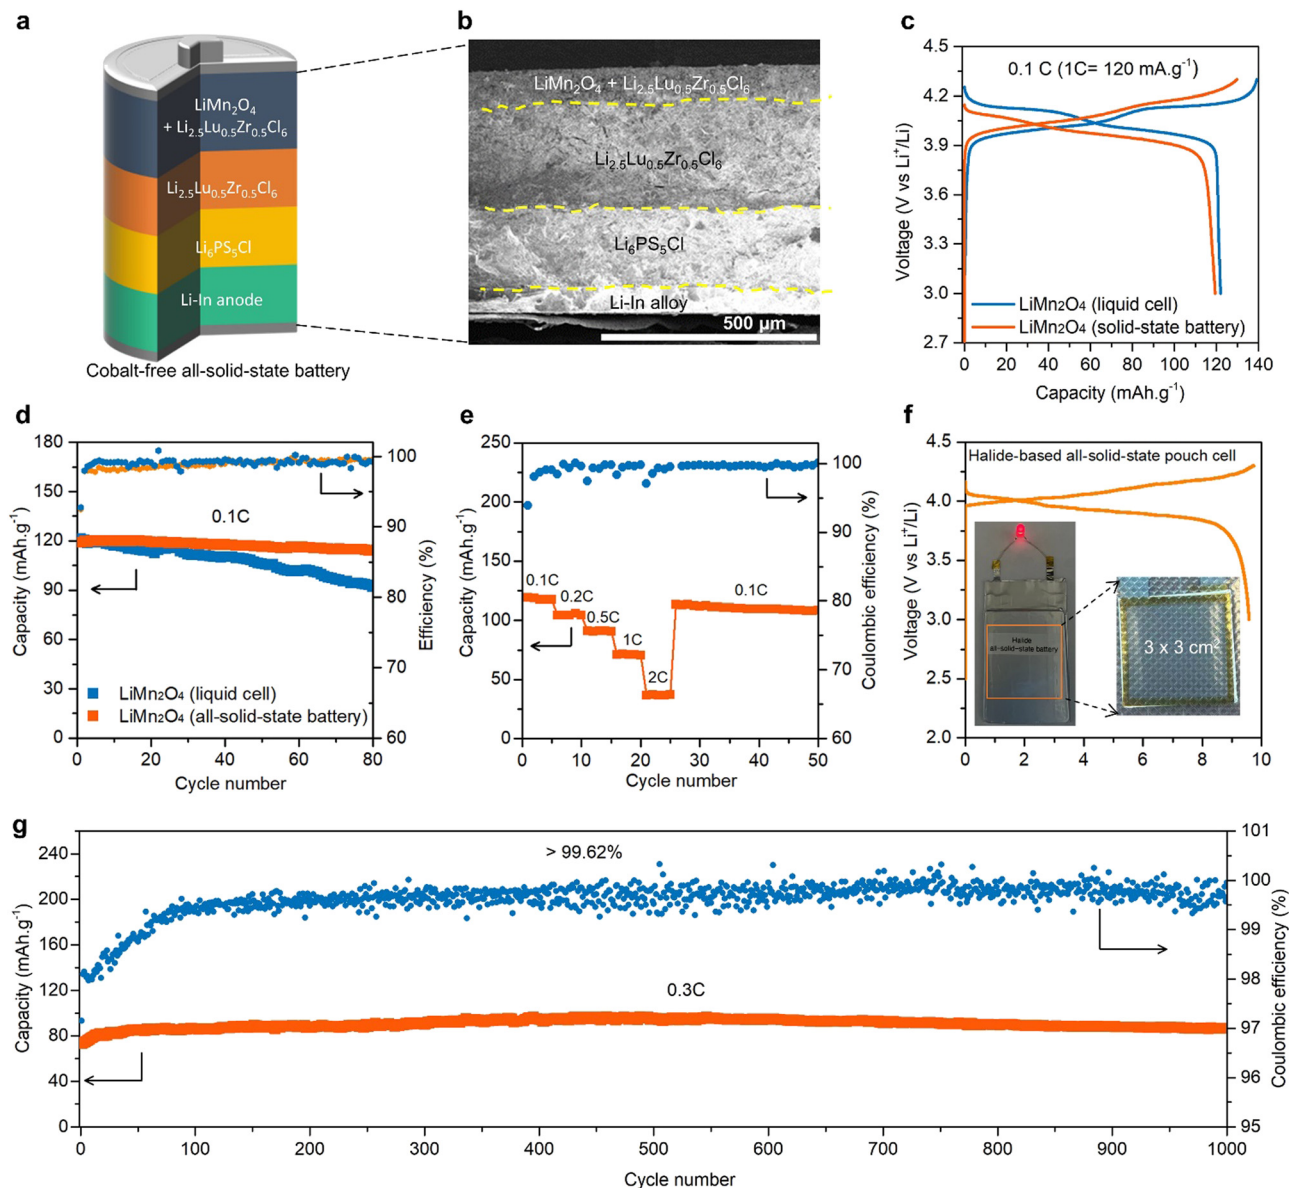 a
LiMn₂O₄
+ Li₂.₅Lu₀.₅Zr₀.₅Cl₆
Li₂.₅Lu₀.₅Zr₀.₅Cl₆
Li₆PS₅Cl
Li-In anode
Cobalt-free all-solid-state battery
b
LiMn₂O₄ + Li₂.₅Lu₀.₅Zr₀.₅Cl₆
Li₂.₅Lu₀.₅Zr₀.₅Cl₆
Li₆PS₅Cl
Li-In alloy
500 µm
c
0.1 C (1C= 120 mA.g⁻¹)
Voltage (V vs Li⁺/Li)
4.5
4.2
3.9
3.6
3.3
3.0
2.7
LiMn₂O₄ (liquid cell)
LiMn₂O₄ (solid-state battery)
0 20 40 60 80 100 120 140
Capacity (mAh.g⁻¹)
d
Capacity (mAh.g⁻¹)
180
150
120
90
60
30
0
0.1C
LiMn₂O₄ (liquid cell)
LiMn₂O₄ (all-solid-state battery)
100
90
80
70
60
Efficiency (%)
0 20 40 60 80
Cycle number
e
Capacity (mAh.g⁻¹)
250
200
150
100
50
0
0.1C
0.2C
0.5C
1C
2C
0.1C
100
90
80
70
60
Coulombic efficiency (%)
0 10 20 30 40 50
Cycle number
f
Halide-based all-solid-state pouch cell
Voltage (V vs Li⁺/Li)
4.5
4.0
3.5
3.0
2.5
2.0
Halide
all-solid-state battery
3 x 3 cm²
0 2 4 6 8 10
Capacity (mAh.g⁻¹)
g
Capacity (mAh.g⁻¹)
240
200
160
120
80
40
0
> 99.62%
0.3C
101
100
99
98
97
96
95
Coulombic efficiency (%)
0 100 200 300 400 500 600 700 800 900 1000
Cycle number